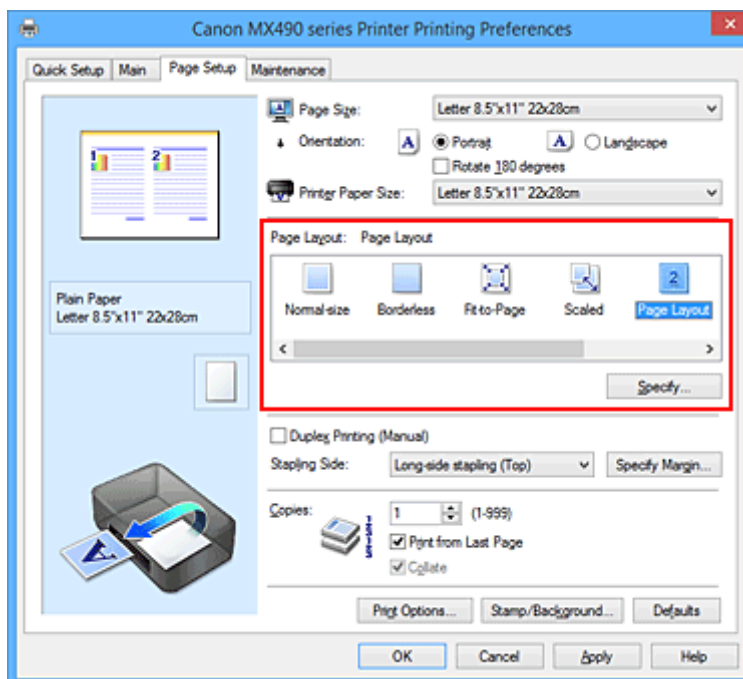 Canon MX490 series Printer Printing Preferences
Quick Setup Main Page Setup Maintenance
Page Size: Letter 8.5"x11" 22x28cm
Orientation: A Portrait A Landscape
Rotate 180 degrees
Printer Paper Size: Letter 8.5"x11" 22x28cm
1 2
Plain Paper
Letter 8.5"x11" 22x28cm
Page Layout: Page Layout
2
Normal-size Borderless Fit-to-Page Scaled Page Layout
Specify...
Duplex Printing (Manual)
Stapling Side: Long-side stapling (Top) Specify Margin...
Copies: 1 (1-999)
Print from Last Page
Collate
A
Print Options... Stamp/Background... Defaults
OK Cancel Apply Help